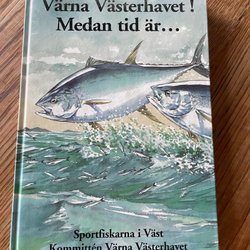 Värna Västerhavet !
Medan tid är...
Sportfiskarna i Väst
Kommittén Värna Västerhavet